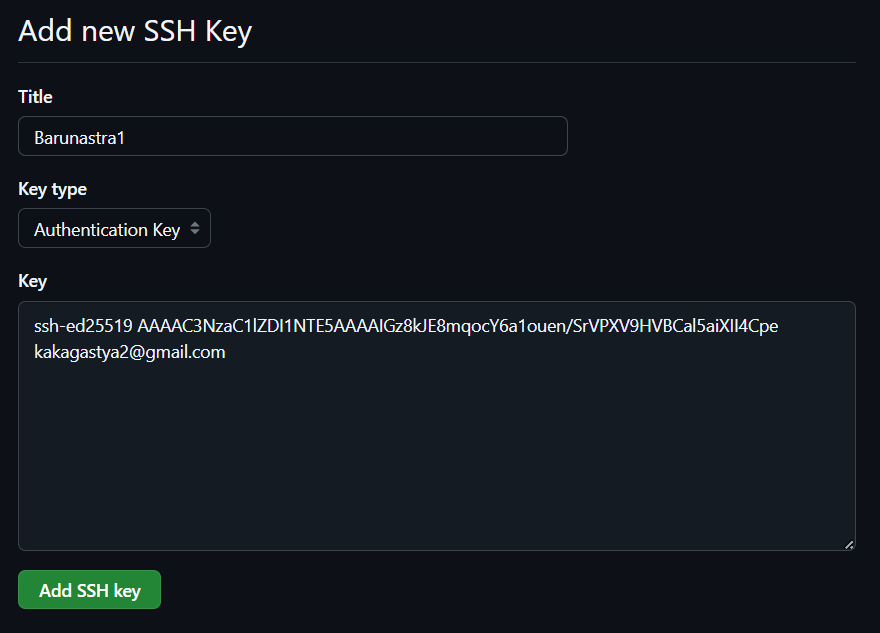 Add new SSH Key
Title
Barunastra1
Key type
Authentication Key
Key
ssh-ed25519 AAAAC3NzaC1lZDI1NTE5AAAAIGz8kJE8mqocY6a1ouen/SrVPXV9HVBCal5aiXII4Cpe
kakagastya2@gmail.com
Add SSH key